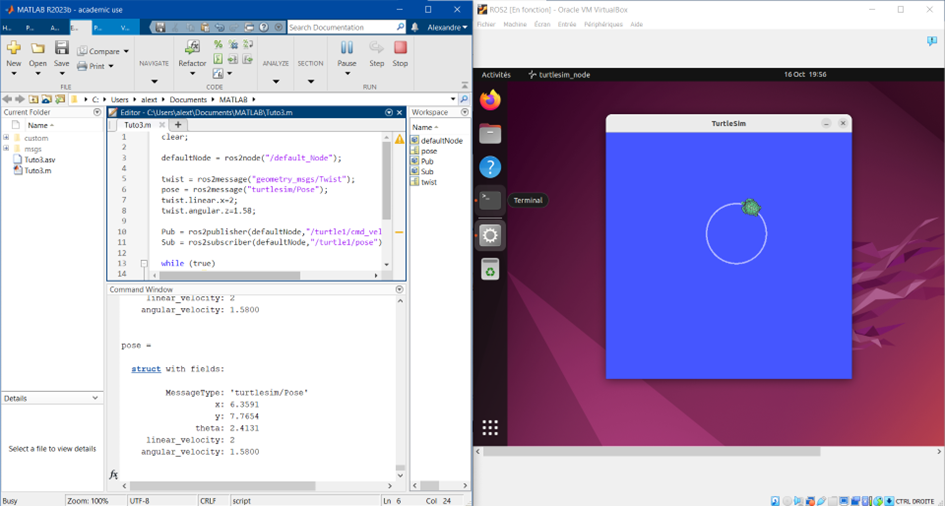 MATLAB R2023b - academic use
H... P... A... E... P... V...
Search Documentation
Alexandre
New
Open
Save
Compare
Print
NAVIGATE
Refactor
ANALYZE
SECTION
Pause
Step
Stop
FILE
CODE
RUN
C: Users alext Documents MATLAB
Current Folder
Name
custom
msgs
Tuto3.asv
Tuto3.m
Details
Select a file to view details
Editor - C:\Users\alext\Documents\MATLAB\Tuto3.m
Tuto3.m
1 clear;
2
3 defaultNode = ros2node("/default_Node");
4
5 twist = ros2message("geometry_msgs/Twist");
6 pose = ros2message("turtlesim/Pose");
7 twist.linear.x=2;
8 twist.angular.z=1.58;
9
10 Pub = ros2publisher(defaultNode,"/turtle1/cmd_vel
11 Sub = ros2subscriber(defaultNode,"/turtle1/pose")
12
13 while (true)
14
Workspace
Name
defaultNode
pose
Pub
Sub
twist
Command Window
linear_velocity: 2
angular_velocity: 1.5800
pose =
struct with fields:
MessageType: 'turtlesim/Pose'
x: 6.3591
y: 7.7654
theta: 2.4131
linear_velocity: 2
angular_velocity: 1.5800
fx
Busy
Zoom: 100%
UTF-8
CRLF
script
Ln 6
Col 24
ROS2 [En fonction] - Oracle VM VirtualBox
Fichier Machine Écran Entrée Périphériques Aide
Activités
turtlesim_node
16 Oct 19:56
TurtleSim
Terminal
CTRL DROITE